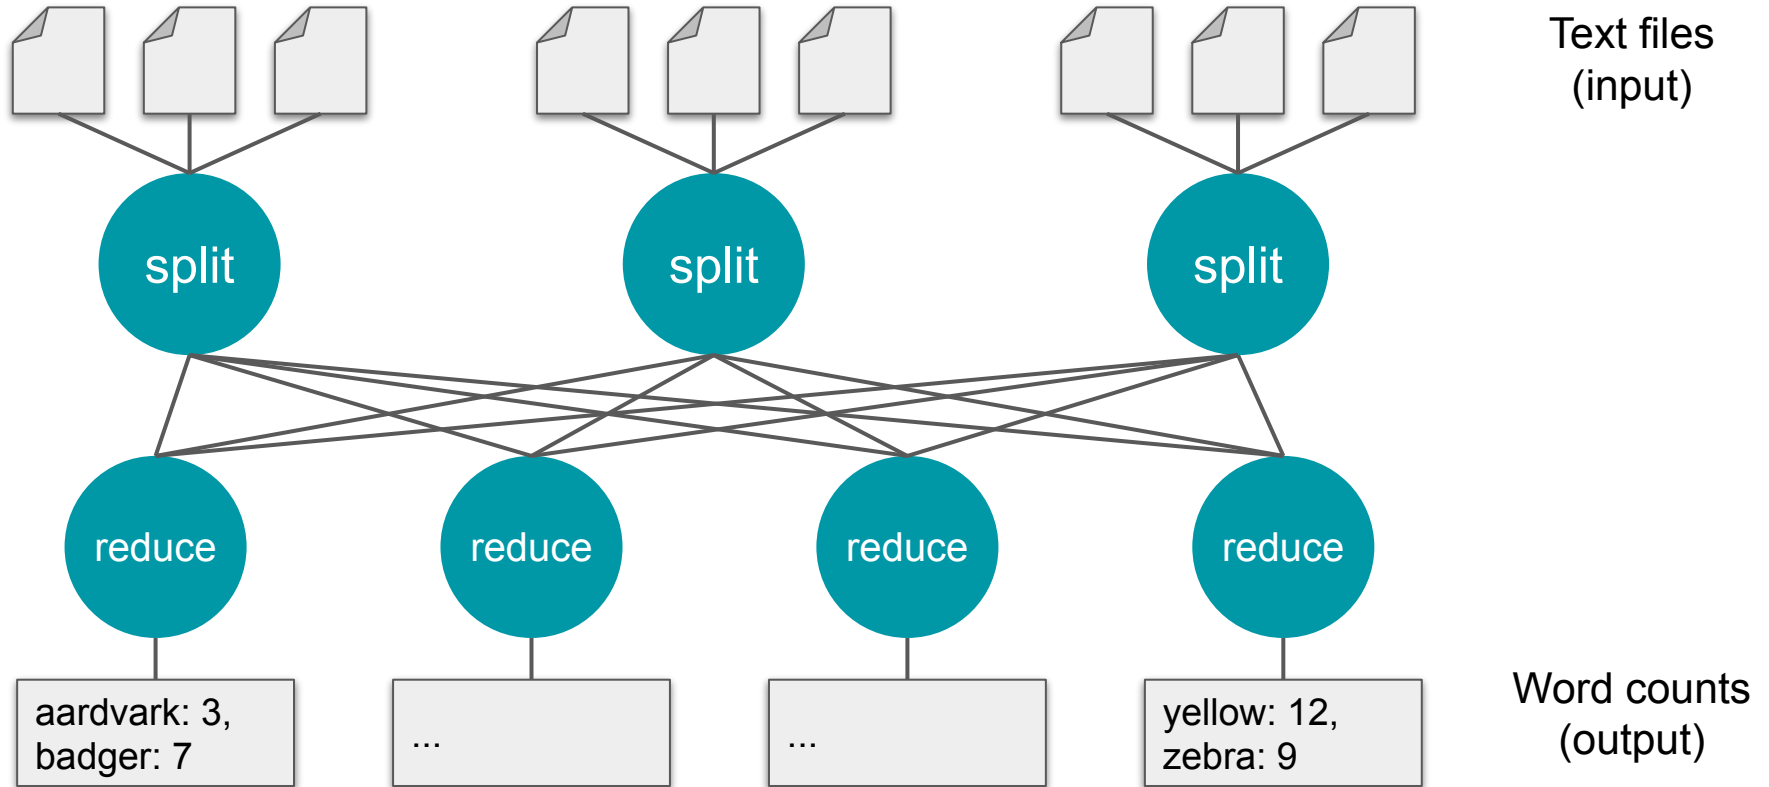 Text files
(input)
split
split
split
reduce
reduce
reduce
reduce
aardvark: 3,
badger: 7
...
...
yellow: 12,
zebra: 9
Word counts
(output)